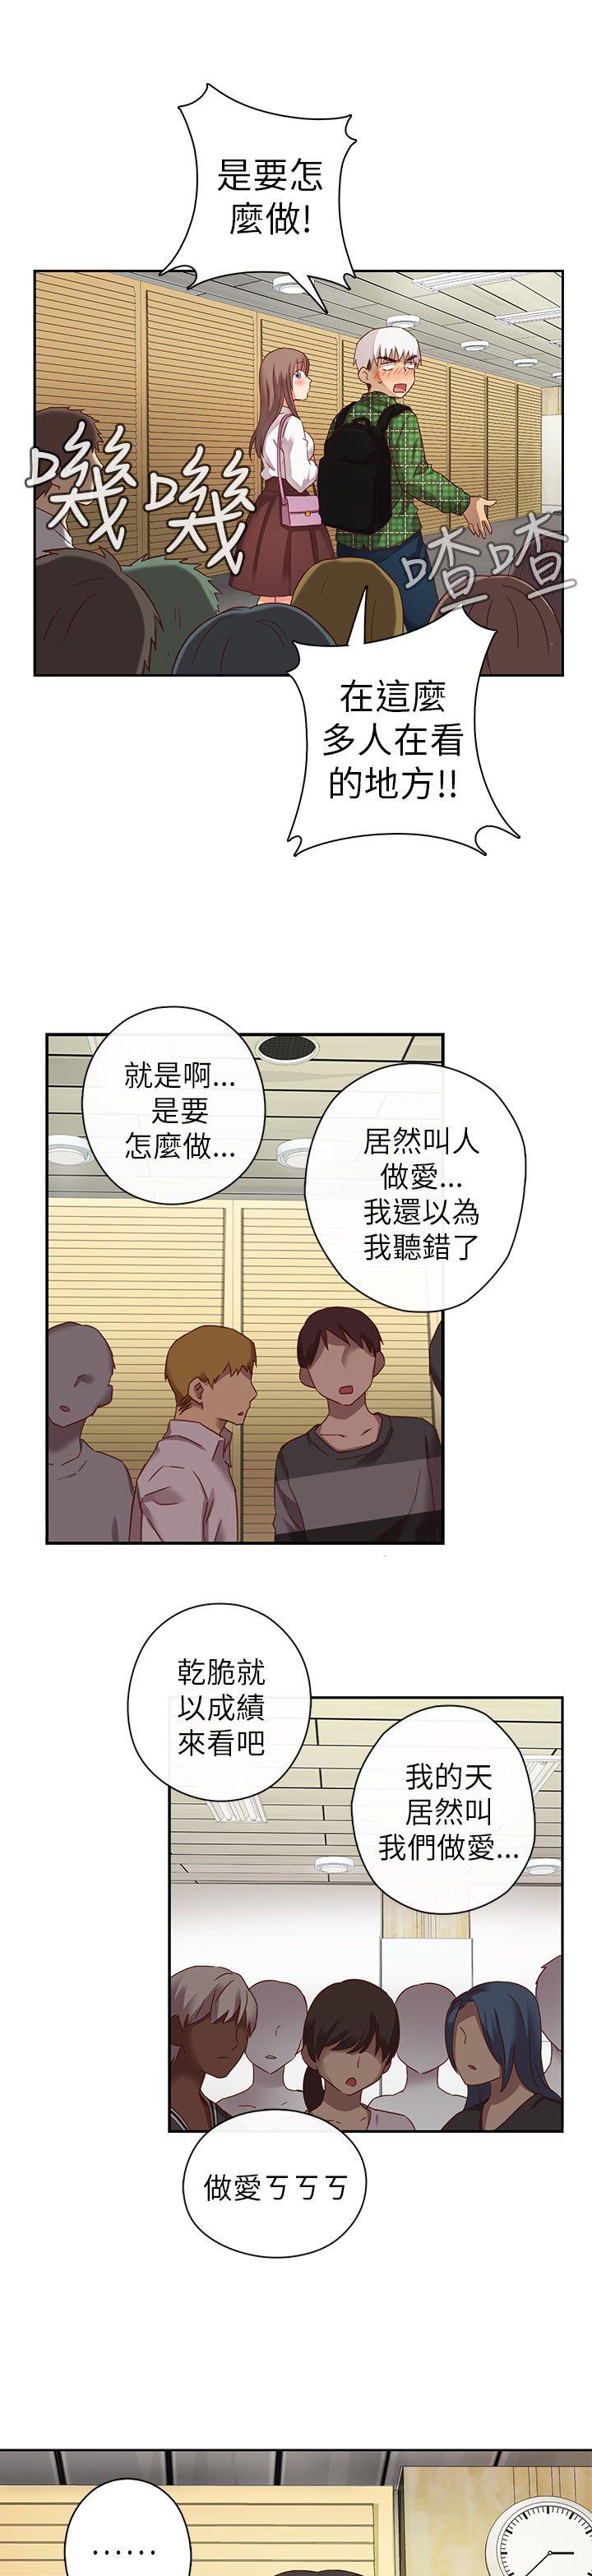 是要怎
麼做!
嘰嘰
喳喳
在這麼
多人在看
的地方!!
就是啊...
是要
怎麼做...
居然叫人
做愛...
我還以為
我聽錯了
乾脆就
以成績
來看吧
我的天
居然叫
我們做愛...
做愛ㄎㄎㄎ
......